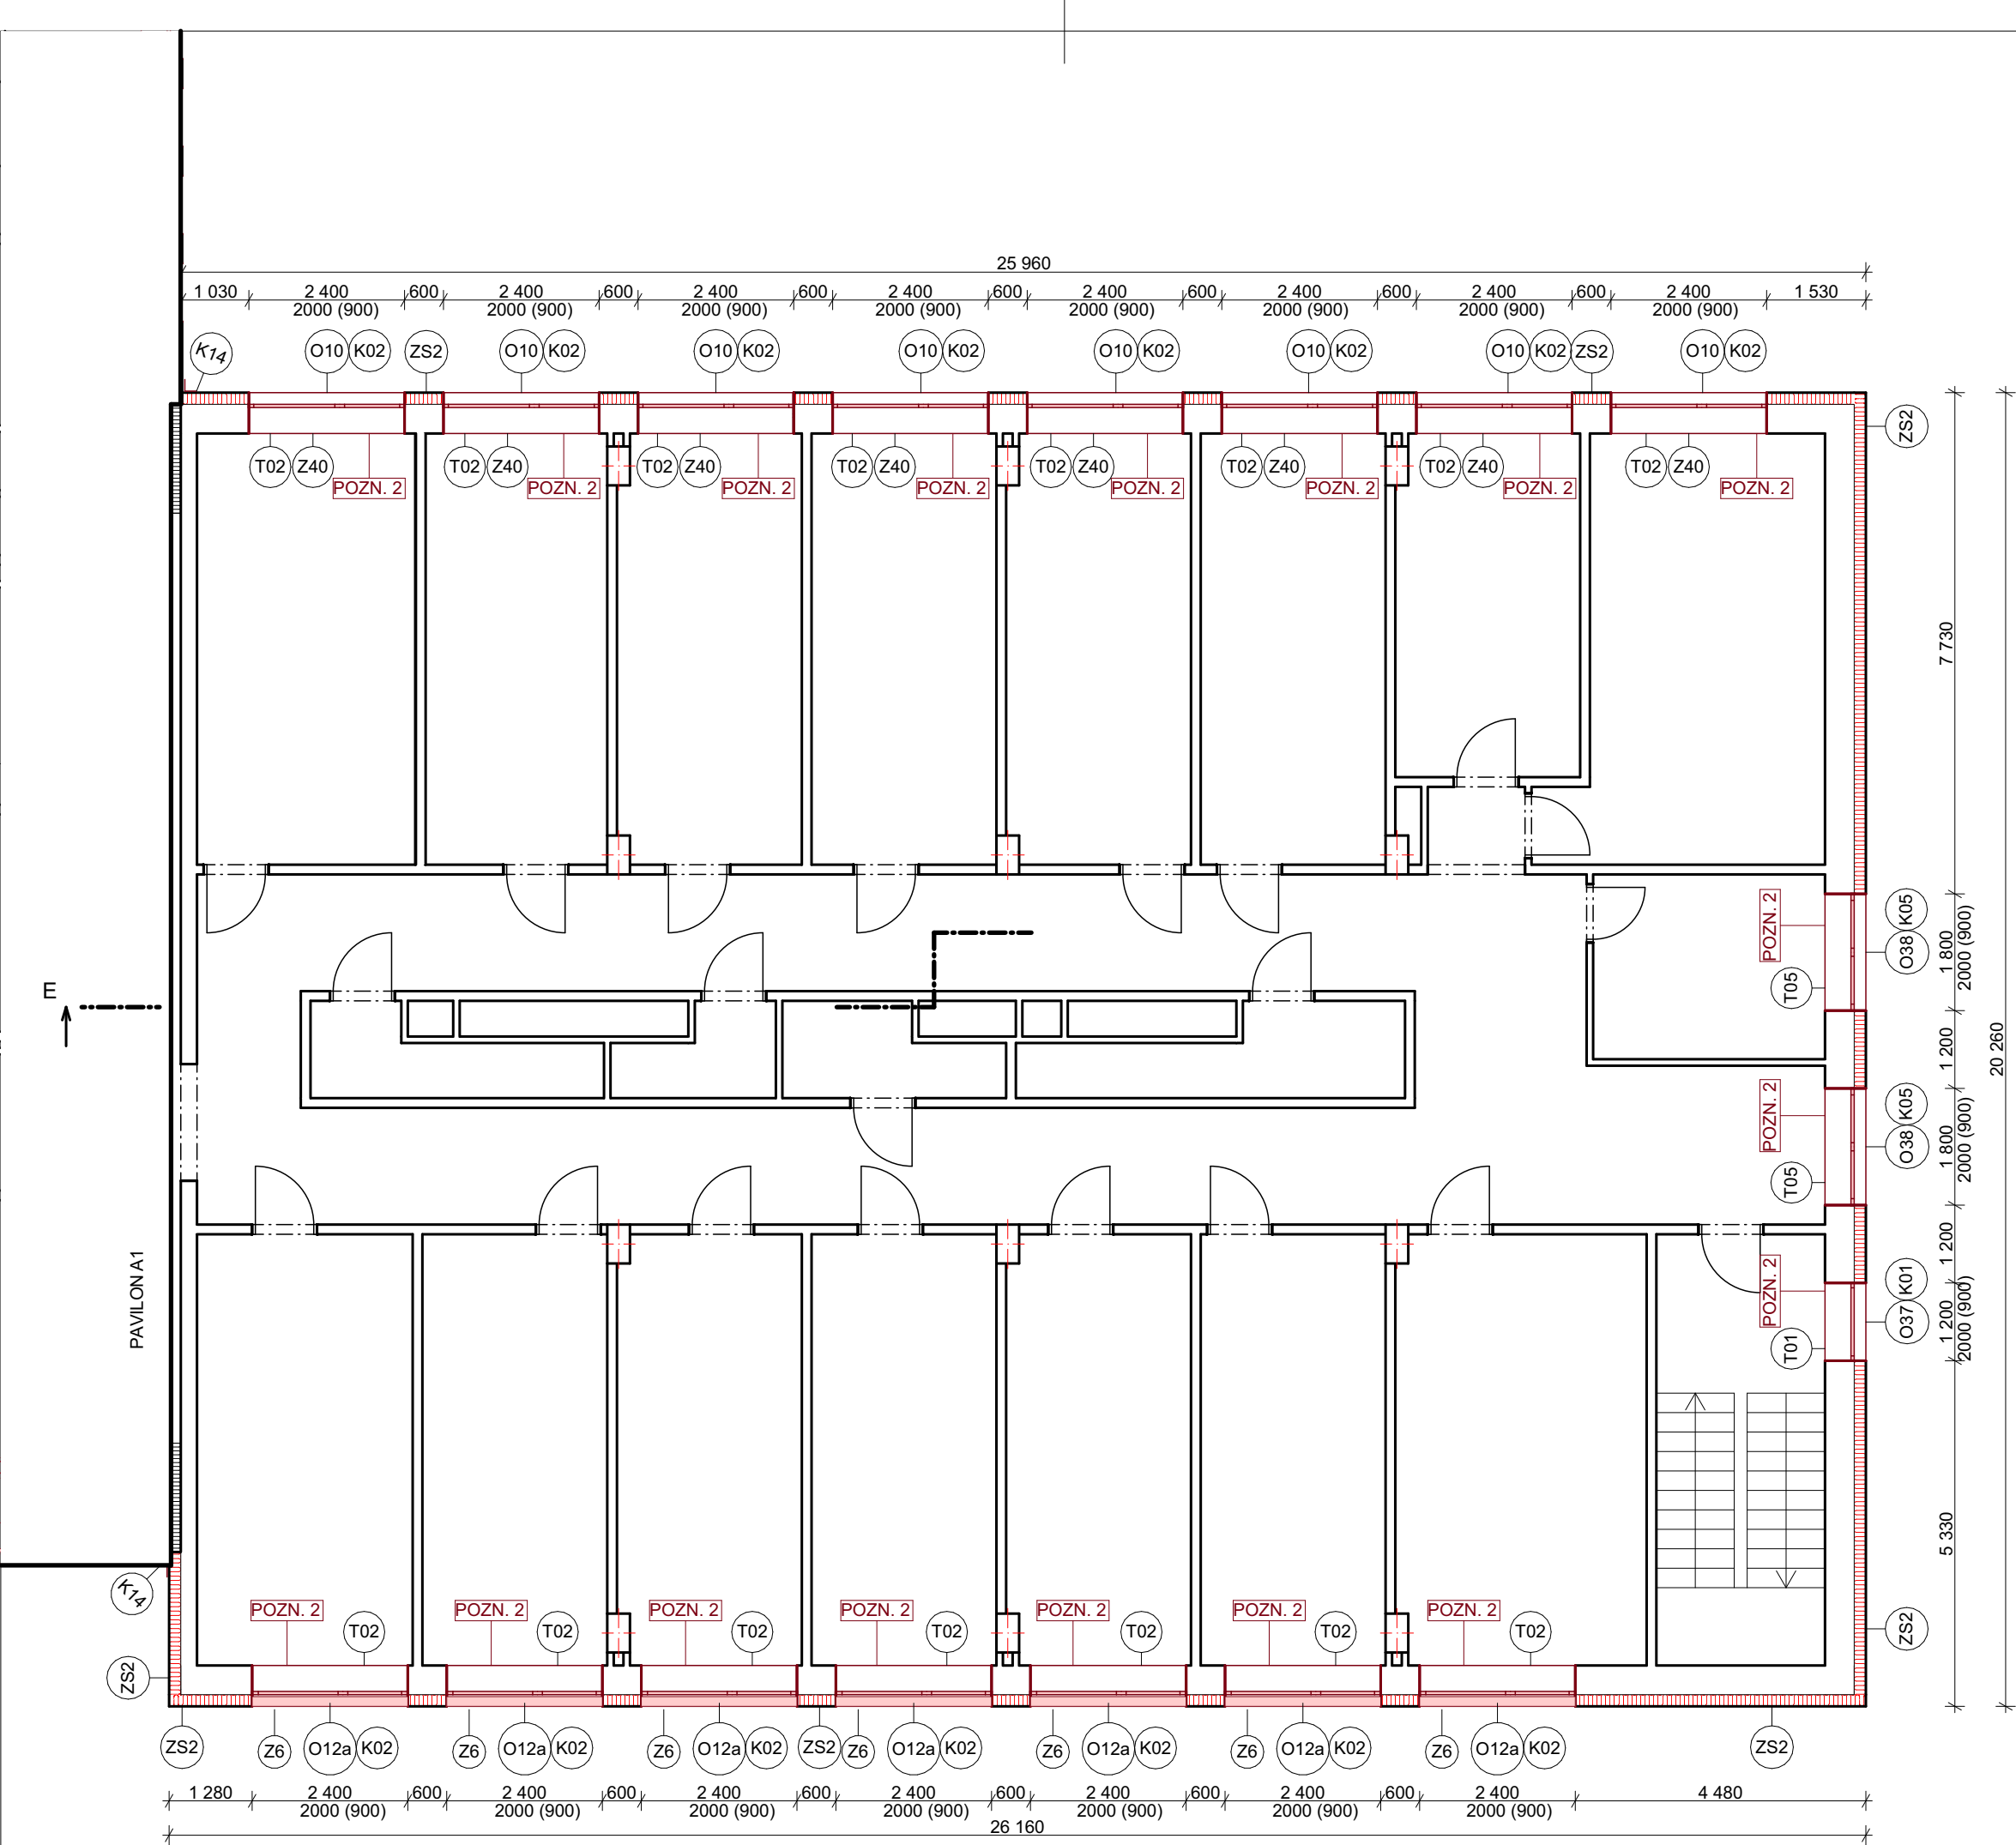 25 960
1 030 2 400 600 2 400 600 2 400 600 2 400 600 2 400 600 2 400 600 2 400 600 2 400 1 530
2000 (900) 2000 (900) 2000 (900) 2000 (900) 2000 (900) 2000 (900) 2000 (900) 2000 (900)
K14 O10 K02 ZS2 O10 K02 O10 K02 O10 K02 O10 K02 O10 K02 O10 K02 ZS2 O10 K02
ZS2
T02 Z40 T02 Z40 T02 Z40 T02 Z40 T02 Z40 T02 Z40 T02 Z40 T02 Z40
POZN. 2 POZN. 2 POZN. 2 POZN. 2 POZN. 2 POZN. 2 POZN. 2 POZN. 2
7 730
POZN. 2
O38 K05
1 800
2000 (900)
T05
E
1 200
20 260
POZN. 2
O38 K05
1 800
2000 (900)
T05
1 200
PAVILON A1
POZN. 2
O37 K01
1 200
2000 (900)
T01
5 330
K14
POZN. 2 POZN. 2 POZN. 2 POZN. 2 POZN. 2 POZN. 2 POZN. 2
T02 T02 T02 T02 T02 T02 T02
ZS2
ZS2
ZS2 Z6 O12a K02 Z6 O12a K02 Z6 O12a K02 ZS2 Z6 O12a K02 Z6 O12a K02 Z6 O12a K02 Z6 O12a K02 ZS2
1 280 2 400 600 2 400 600 2 400 600 2 400 600 2 400 600 2 400 600 2 400 4 480
2000 (900) 2000 (900) 2000 (900) 2000 (900) 2000 (900) 2000 (900) 2000 (900)
26 160